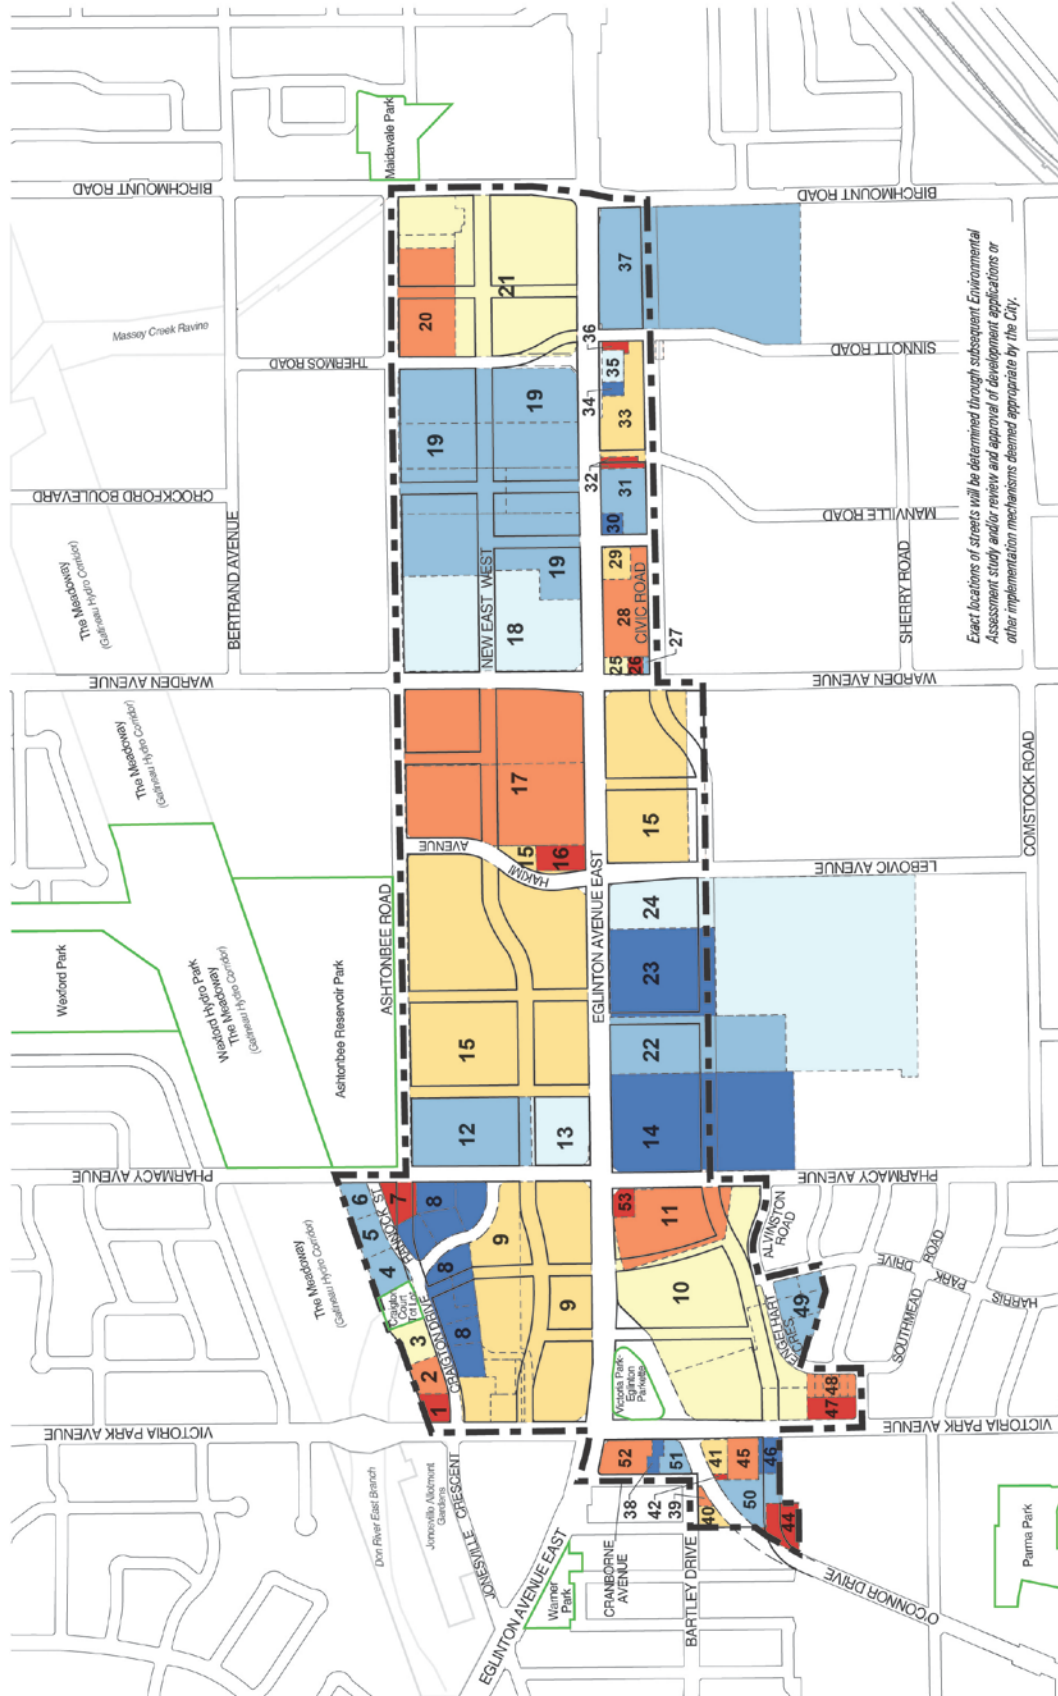 BIRCHMOUNT ROAD
Maidavale Park
BIRCHMOUNT ROAD
Massey Creek Ravine
THERMOS ROAD
SINNOTT ROAD
CROCKFORD BOULEVARD
MANVILLE ROAD
BERTRAND AVENUE
SHERRY ROAD
The Meadoway
(Gatineau Hydro Corridor)
NEW EAST WEST
CIVIC ROAD
20
21
37
36
35
34
33
32
31
30
29
28
27
26
25
19
19
19
18
Exact locations of streets will be determined through subsequent Environmental
Assessment study and/or review and approval of development applications or
other implementation mechanisms deemed appropriate by the City.
WARDEN AVENUE
WARDEN AVENUE
The Meadoway
(Gatineau Hydro Corridor)
COMSTOCK ROAD
17
15
16
15
HAKIMI
AVENUE
LEBOVIC AVENUE
Wexford Park
Wexford Hydro Park
The Meadoway
(Gatineau Hydro Corridor)
Ashtonbee Reservoir Park
ASHTONBEE ROAD
EGLINTON AVENUE EAST
24
23
22
14
15
12
13
PHARMACY AVENUE
PHARMACY AVENUE
The Meadoway
(Gatineau Hydro Corridor)
6
5
4
7
HANNOCK ST
8
8
8
Craigton
Court
Tot Lot
3
2
1
CRAIGTON DRIVE
9
9
53
11
10
Victoria Park-
Eglinton
Parkette
ALVINSTON
ROAD
ENGELHART
ACRES
49
48
47
SOUTHMEAD
ROAD
HARRIS
PARK
DRIVE
VICTORIA PARK AVENUE
VICTORIA PARK AVENUE
Don River East Branch
Jonesville Allotment
Gardens
JONESVILLE CRESCENT
EGLINTON AVENUE EAST
Warner
Park
CRANBORNE
AVENUE
BARTLEY DRIVE
O'CONNOR DRIVE
Parma Park
52
51
38
42
39
40
41
45
46
50
44